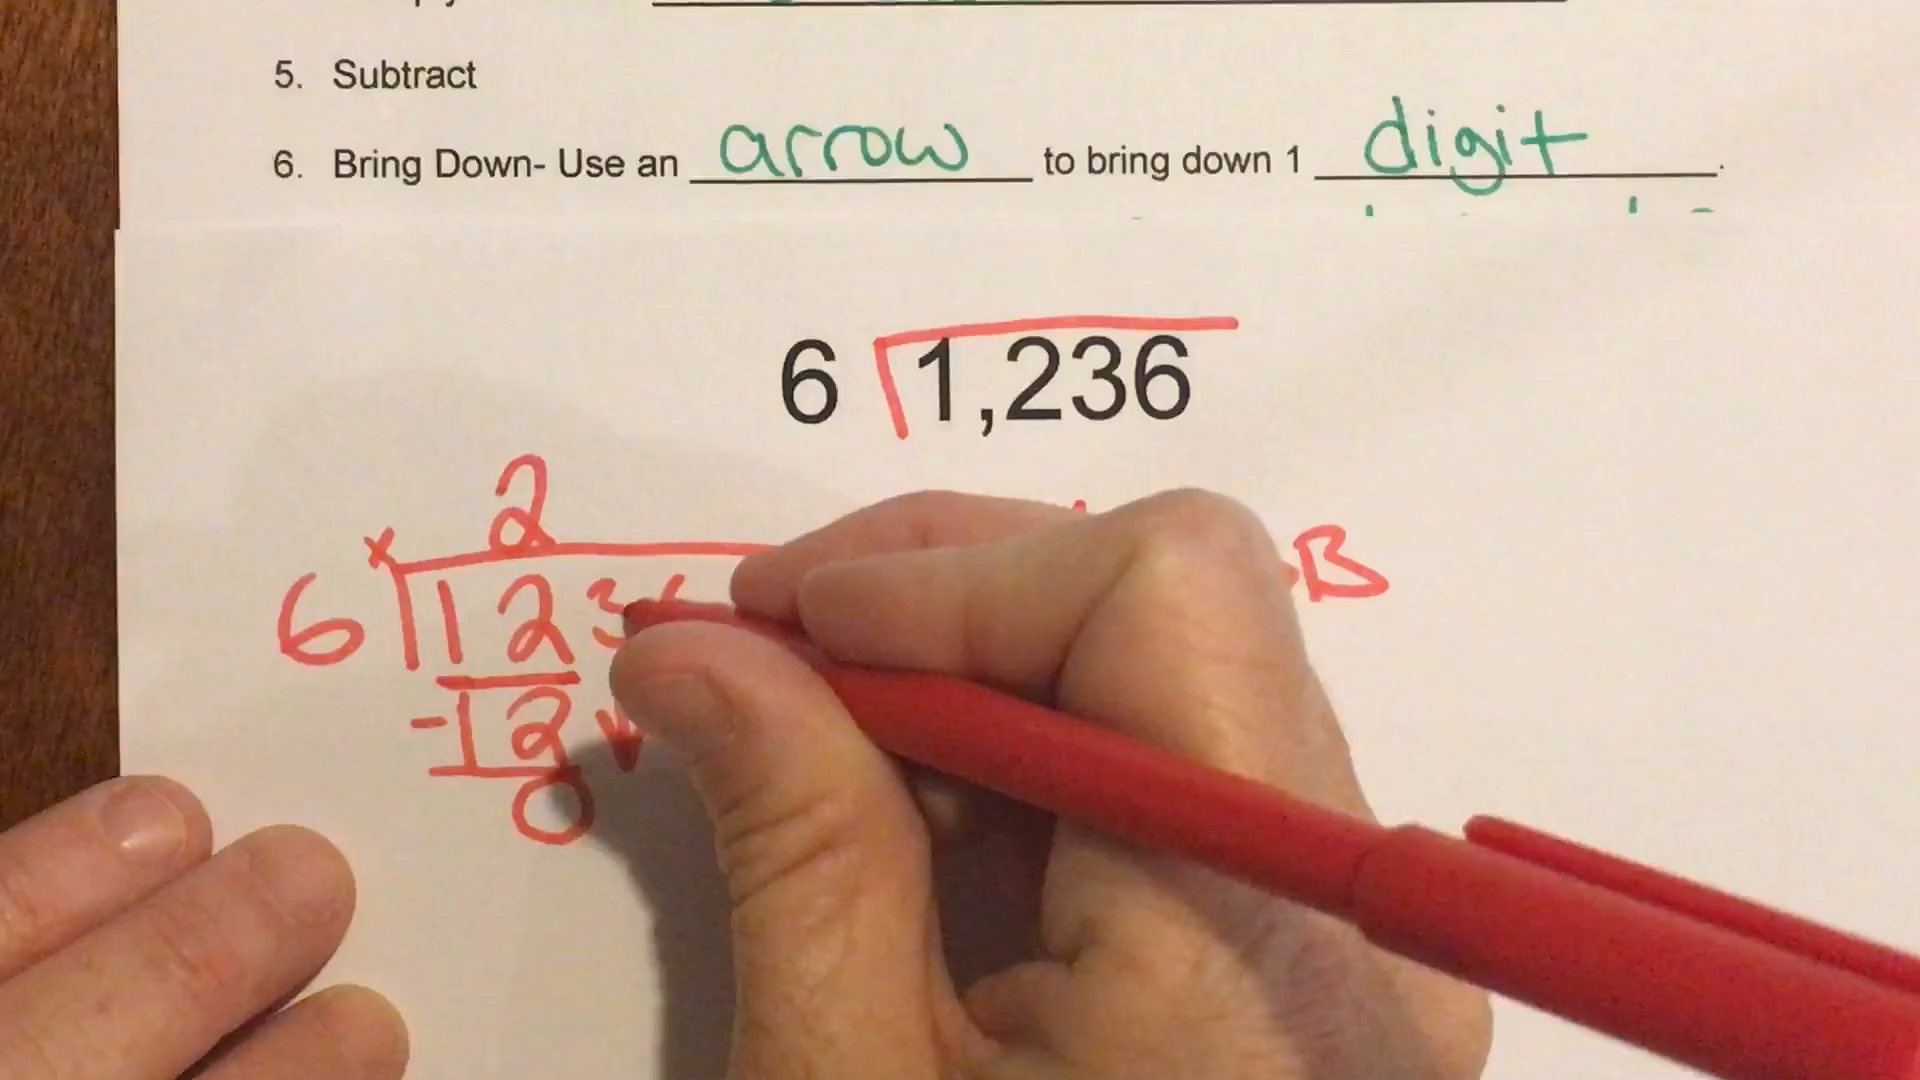 5. Subtract
6. Bring Down- Use an arrow to bring down 1 digit.
6 1,236
2
x
6 123
B
-12
0